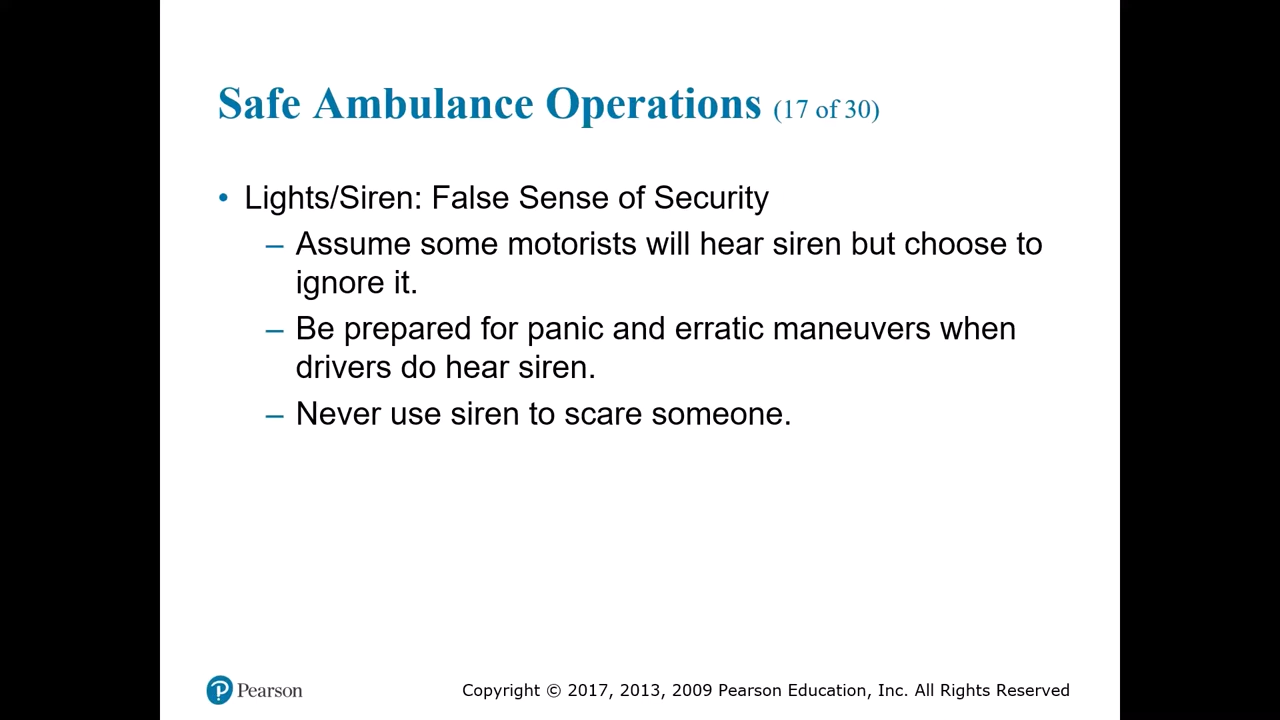 Safe Ambulance Operations (17 of 30)
• Lights/Siren: False Sense of Security
– Assume some motorists will hear siren but choose to
ignore it.
– Be prepared for panic and erratic maneuvers when
drivers do hear siren.
– Never use siren to scare someone.
P Pearson
Copyright © 2017, 2013, 2009 Pearson Education, Inc. All Rights Reserved